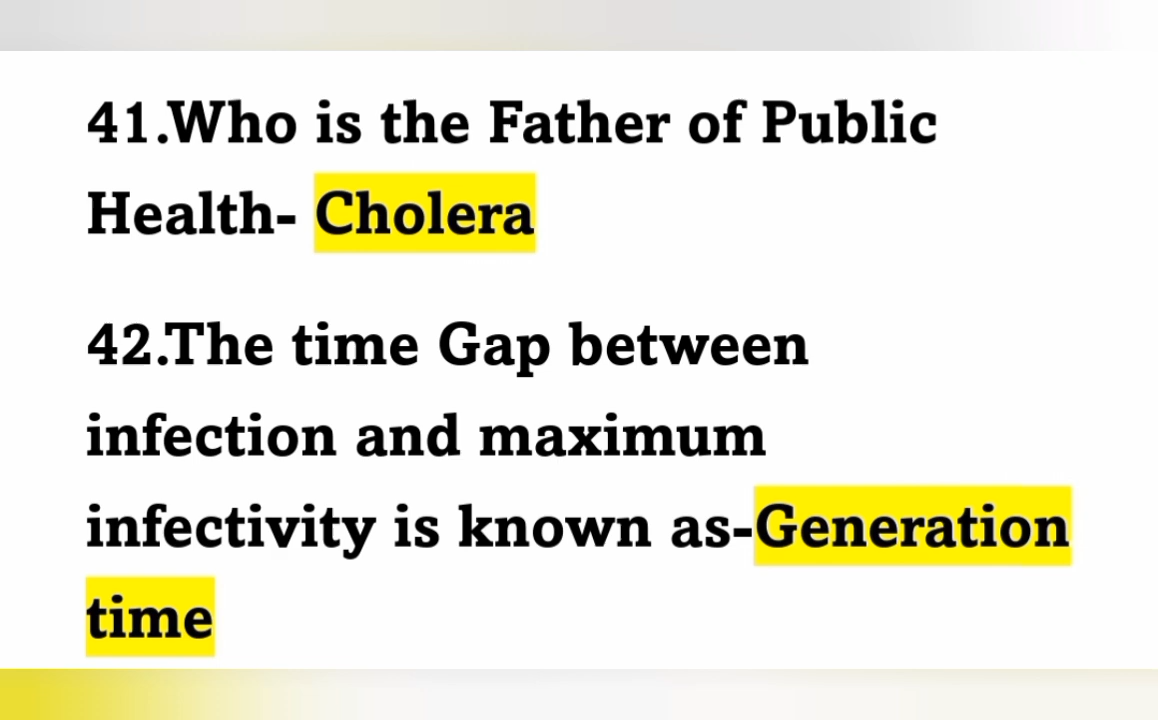 41.Who is the Father of Public
Health- Cholera
42.The time Gap between
infection and maximum
infectivity is known as-Generation
time